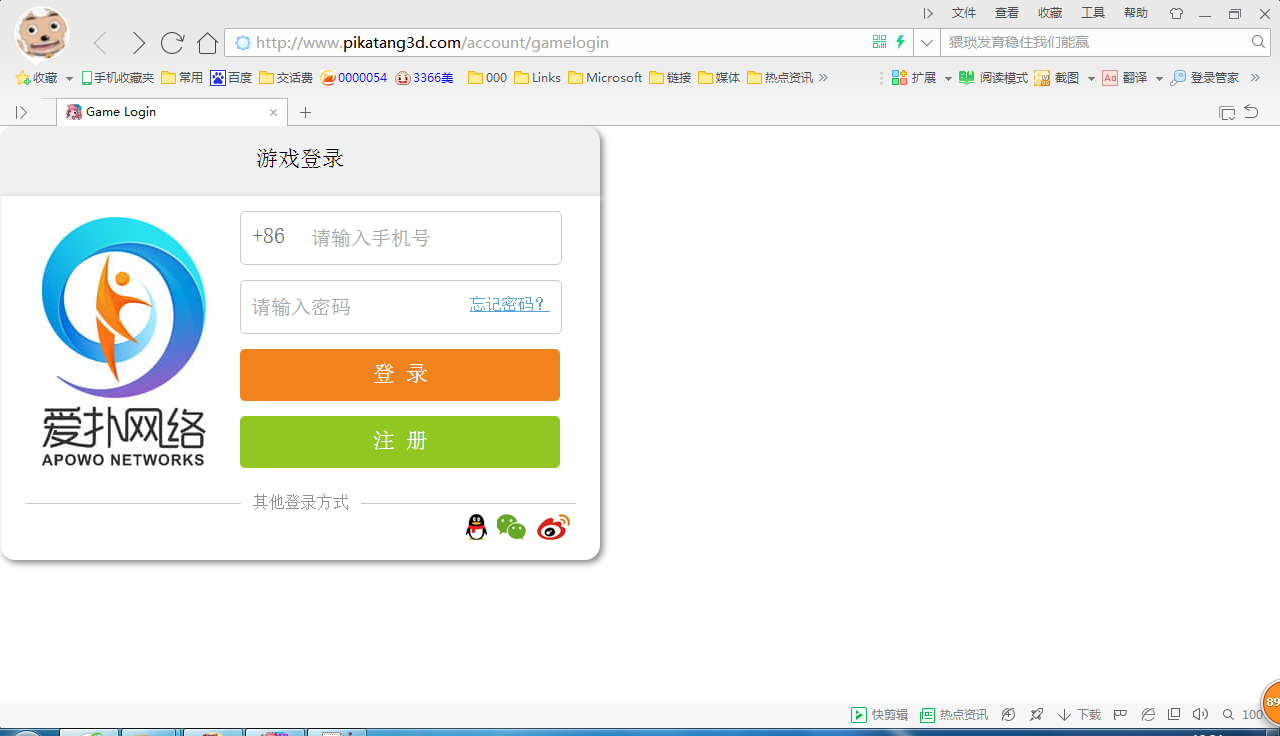 文件 查看 收藏 工具 帮助
http://www.pikatang3d.com/account/gamelogin
猥琐发育稳住我们能赢
收藏 手机收藏夹 常用 百度 交话费 0000054 3366美 000 Links Microsoft 链接 媒体 热点资讯 »
扩展 阅读模式 截图 Aa 翻译 登录管家 »
Game Login
游戏登录
+86 请输入手机号
请输入密码 忘记密码？
登 录
注 册
爱扑网络
APOWO NETWORKS
其他登录方式
快剪辑 热点资讯 下载 100
89